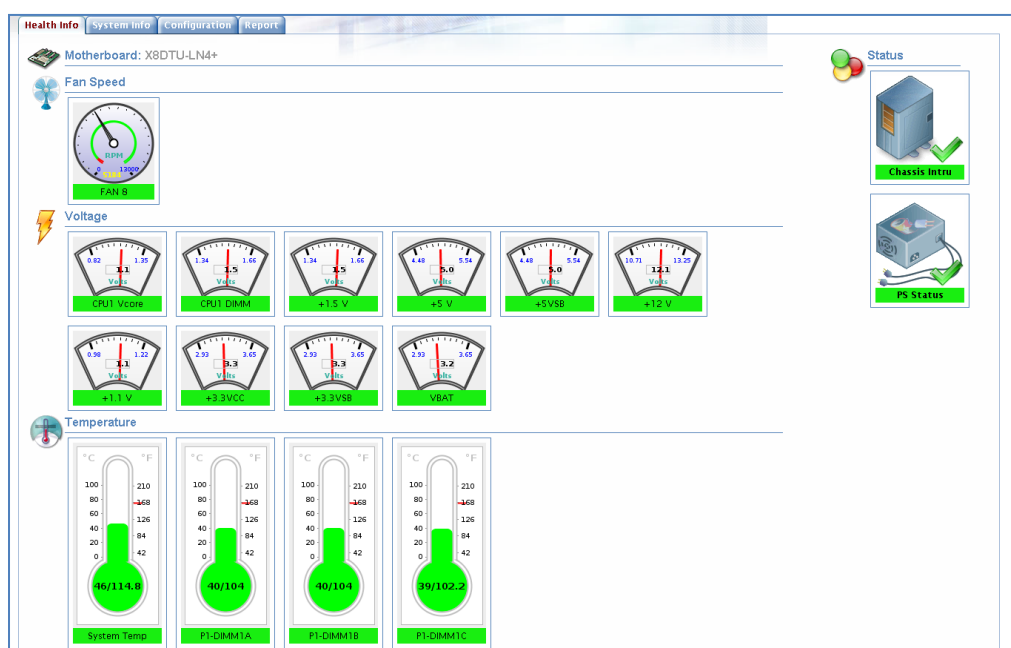 Health Info System Info Configuration Report
Motherboard: X8DTU-LN4+
Status
Fan Speed
RPM
0 13000
5184
FAN 8
Chassis Intru
PS Status
Voltage
0.82 1.35
1.1
Volts
CPU1 Vcore
1.34 1.66
1.5
Volts
CPU1 DIMM
1.34 1.66
1.5
Volts
+1.5 V
4.48 5.54
5.0
Volts
+5 V
4.48 5.54
5.0
Volts
+5VSB
10.71 13.25
12.1
Volts
+12 V
0.98 1.22
1.1
Volts
+1.1 V
2.93 3.65
3.3
Volts
+3.3VCC
2.93 3.65
3.3
Volts
+3.3VSB
2.93 3.65
3.2
Volts
VBAT
Temperature
°C °F
100 210
80 168
60 126
40 84
20 42
0
46/114.8
System Temp
°C °F
100 210
80 168
60 126
40 84
20 42
0
40/104
P1-DIMM1A
°C °F
100 210
80 168
60 126
40 84
20 42
0
40/104
P1-DIMM1B
°C °F
100 210
80 168
60 126
40 84
20 42
0
39/102.2
P1-DIMM1C